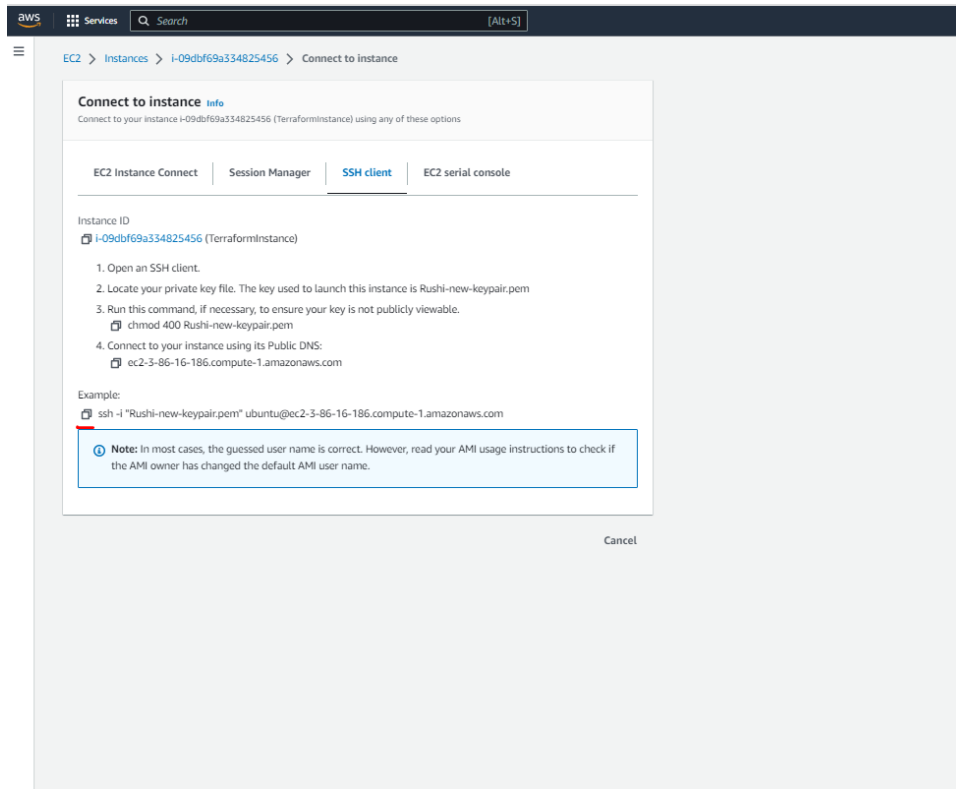 aws
Services Search [Alt+S]
EC2 > Instances > i-09dbf69a334825456 > Connect to instance
Connect to instance Info
Connect to your instance i-09dbf69a334825456 (TerraformInstance) using any of these options
EC2 Instance Connect Session Manager SSH client EC2 serial console
Instance ID
i-09dbf69a334825456 (TerraformInstance)
1. Open an SSH client.
2. Locate your private key file. The key used to launch this instance is Rushi-new-keypair.pem
3. Run this command, if necessary, to ensure your key is not publicly viewable.
chmod 400 Rushi-new-keypair.pem
4. Connect to your instance using its Public DNS:
ec2-3-86-16-186.compute-1.amazonaws.com
Example:
ssh -i "Rushi-new-keypair.pem" ubuntu@ec2-3-86-16-186.compute-1.amazonaws.com
Note: In most cases, the guessed user name is correct. However, read your AMI usage instructions to check if
the AMI owner has changed the default AMI user name.
Cancel